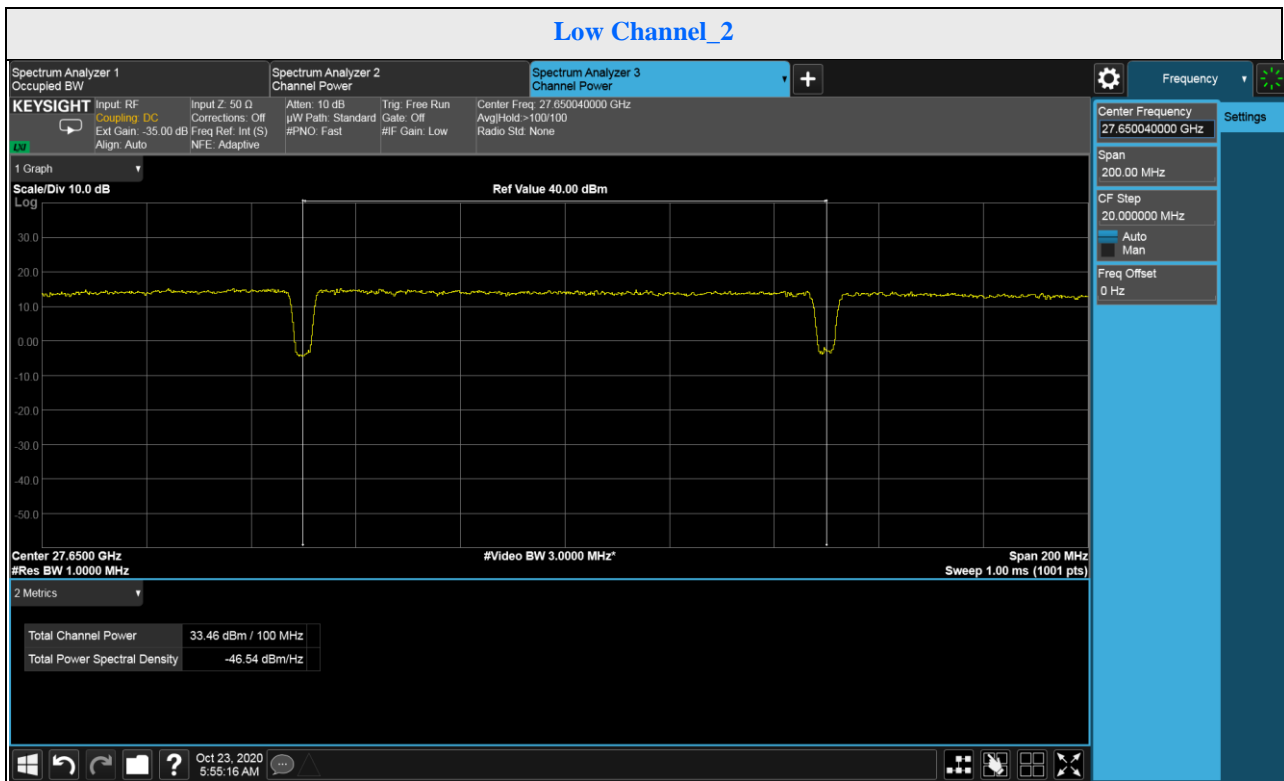 Low Channel_2
Spectrum Analyzer 1
Occupied BW
Spectrum Analyzer 2
Channel Power
Spectrum Analyzer 3
Channel Power
Frequency
KEYSIGHT
Input: RF
Coupling: DC
Ext Gain: -35.00 dB
Align: Auto
Input Z: 50 Ω
Corrections: Off
Freq Ref: Int (S)
NFE: Adaptive
Atten: 10 dB
µW Path: Standard
#PNO: Fast
Trig: Free Run
Gate: Off
#IF Gain: Low
Center Freq: 27.650040000 GHz
Avg|Hold:>100/100
Radio Std: None
LXI
Center Frequency
27.650040000 GHz
Settings
Span
200.00 MHz
CF Step
20.000000 MHz
Auto
Man
Freq Offset
0 Hz
1 Graph
Scale/Div 10.0 dB
Ref Value 40.00 dBm
Log
30.0
20.0
10.0
0.00
-10.0
-20.0
-30.0
-40.0
-50.0
Center 27.6500 GHz
#Video BW 3.0000 MHz*
Span 200 MHz
#Res BW 1.0000 MHz
Sweep 1.00 ms (1001 pts)
2 Metrics
Total Channel Power 33.46 dBm / 100 MHz
Total Power Spectral Density -46.54 dBm/Hz
?
Oct 23, 2020
5:55:16 AM